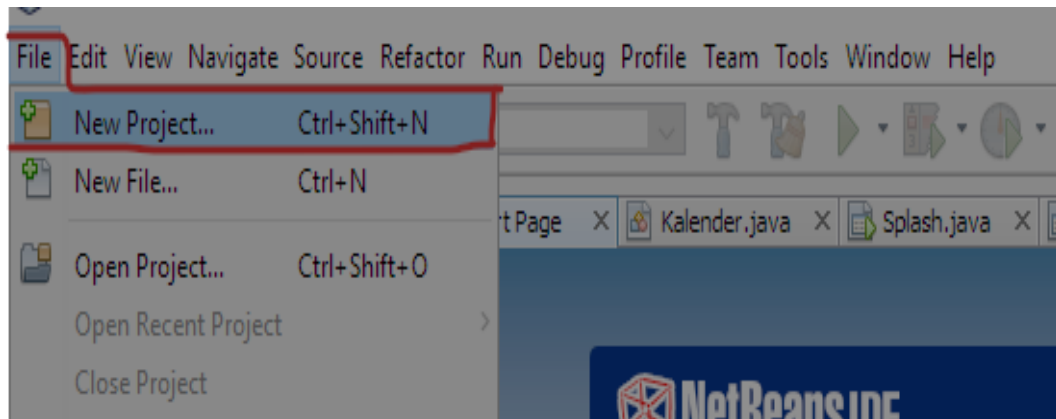 File Edit View Navigate Source Refactor Run Debug Profile Team Tools Window Help
New Project... Ctrl+Shift+N
New File... Ctrl+N
t Page Kalender.java Splash.java
Open Project... Ctrl+Shift+O
Open Recent Project
Close Project
NetBeans IDE